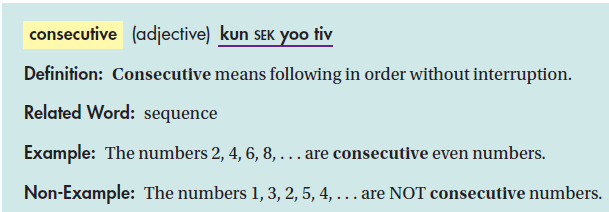 consecutive (adjective) kun SEK yoo tiv
Definition: Consecutive means following in order without interruption.
Related Word: sequence
Example: The numbers 2, 4, 6, 8, . . . are consecutive even numbers.
Non-Example: The numbers 1, 3, 2, 5, 4, . . . are NOT consecutive numbers.